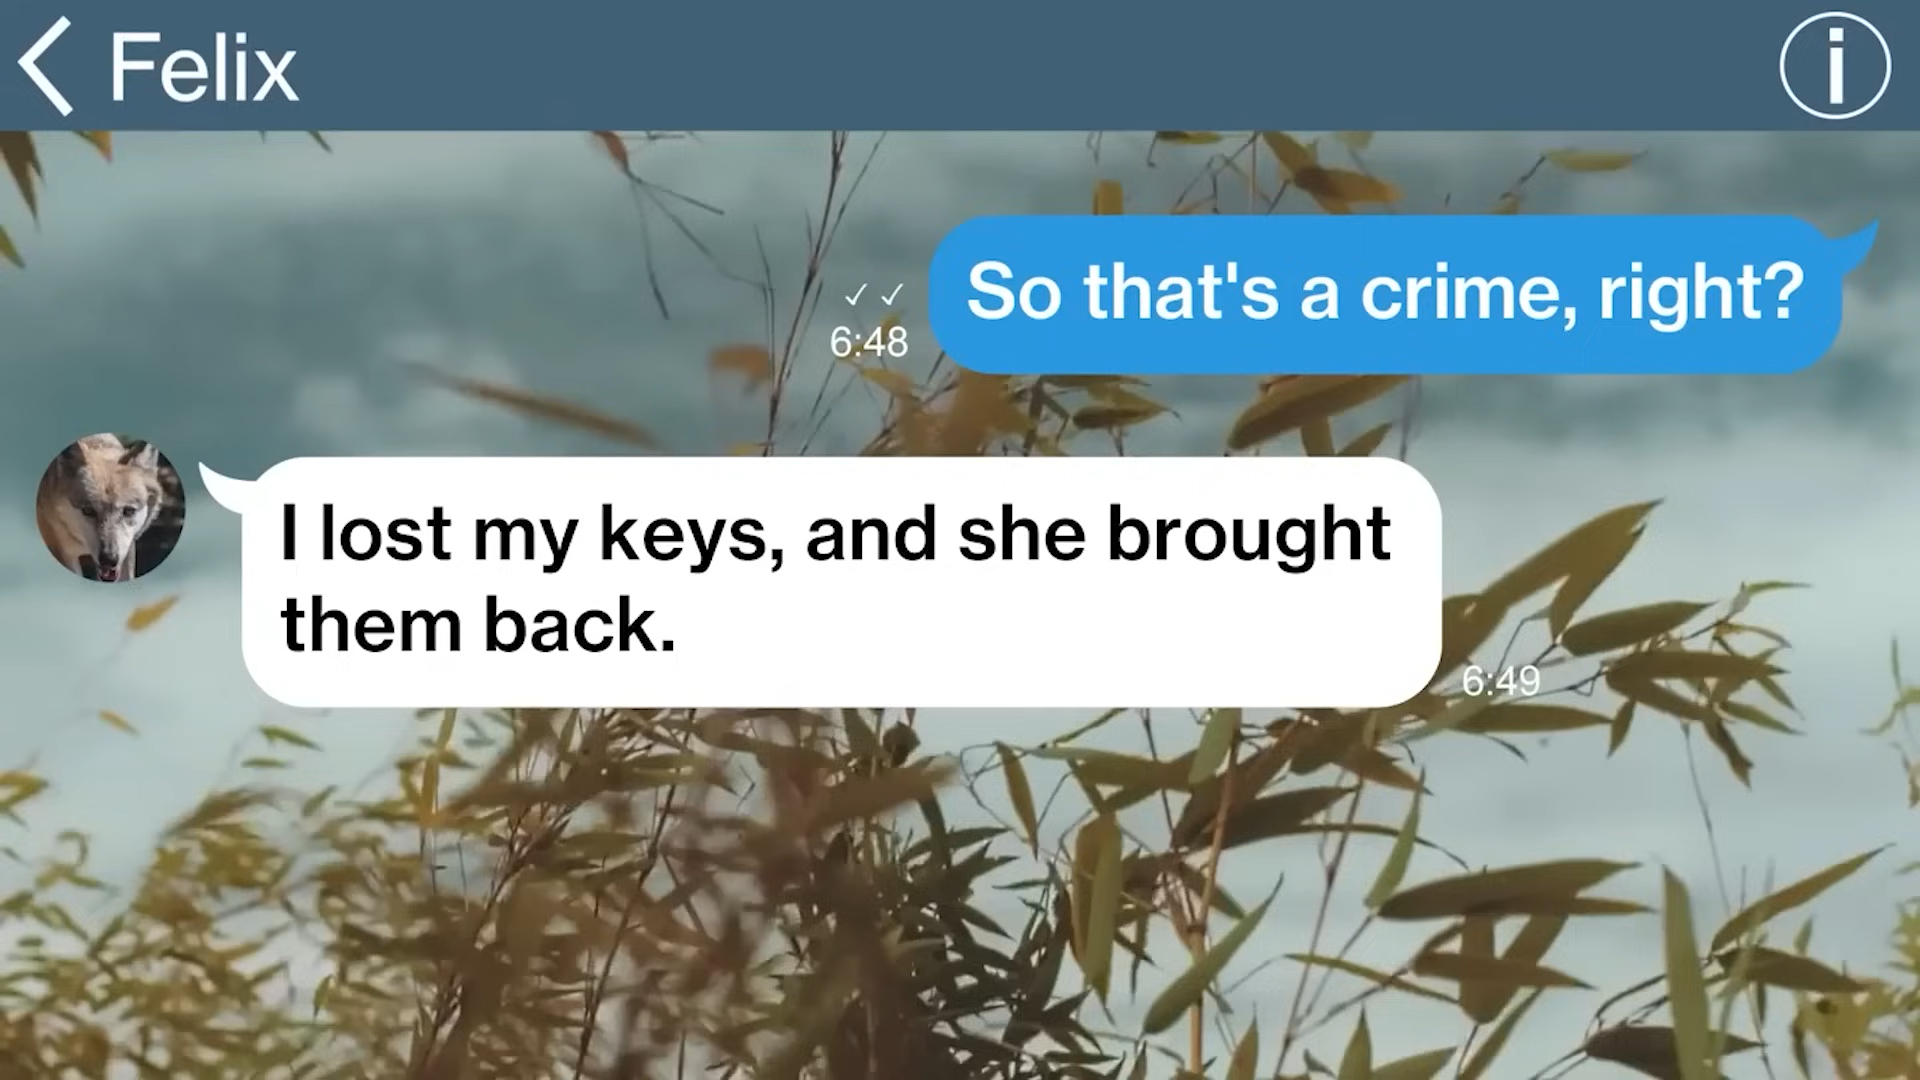 Felix
So that's a crime, right?
✓ ✓
6:48
I lost my keys, and she brought
them back.
6:49